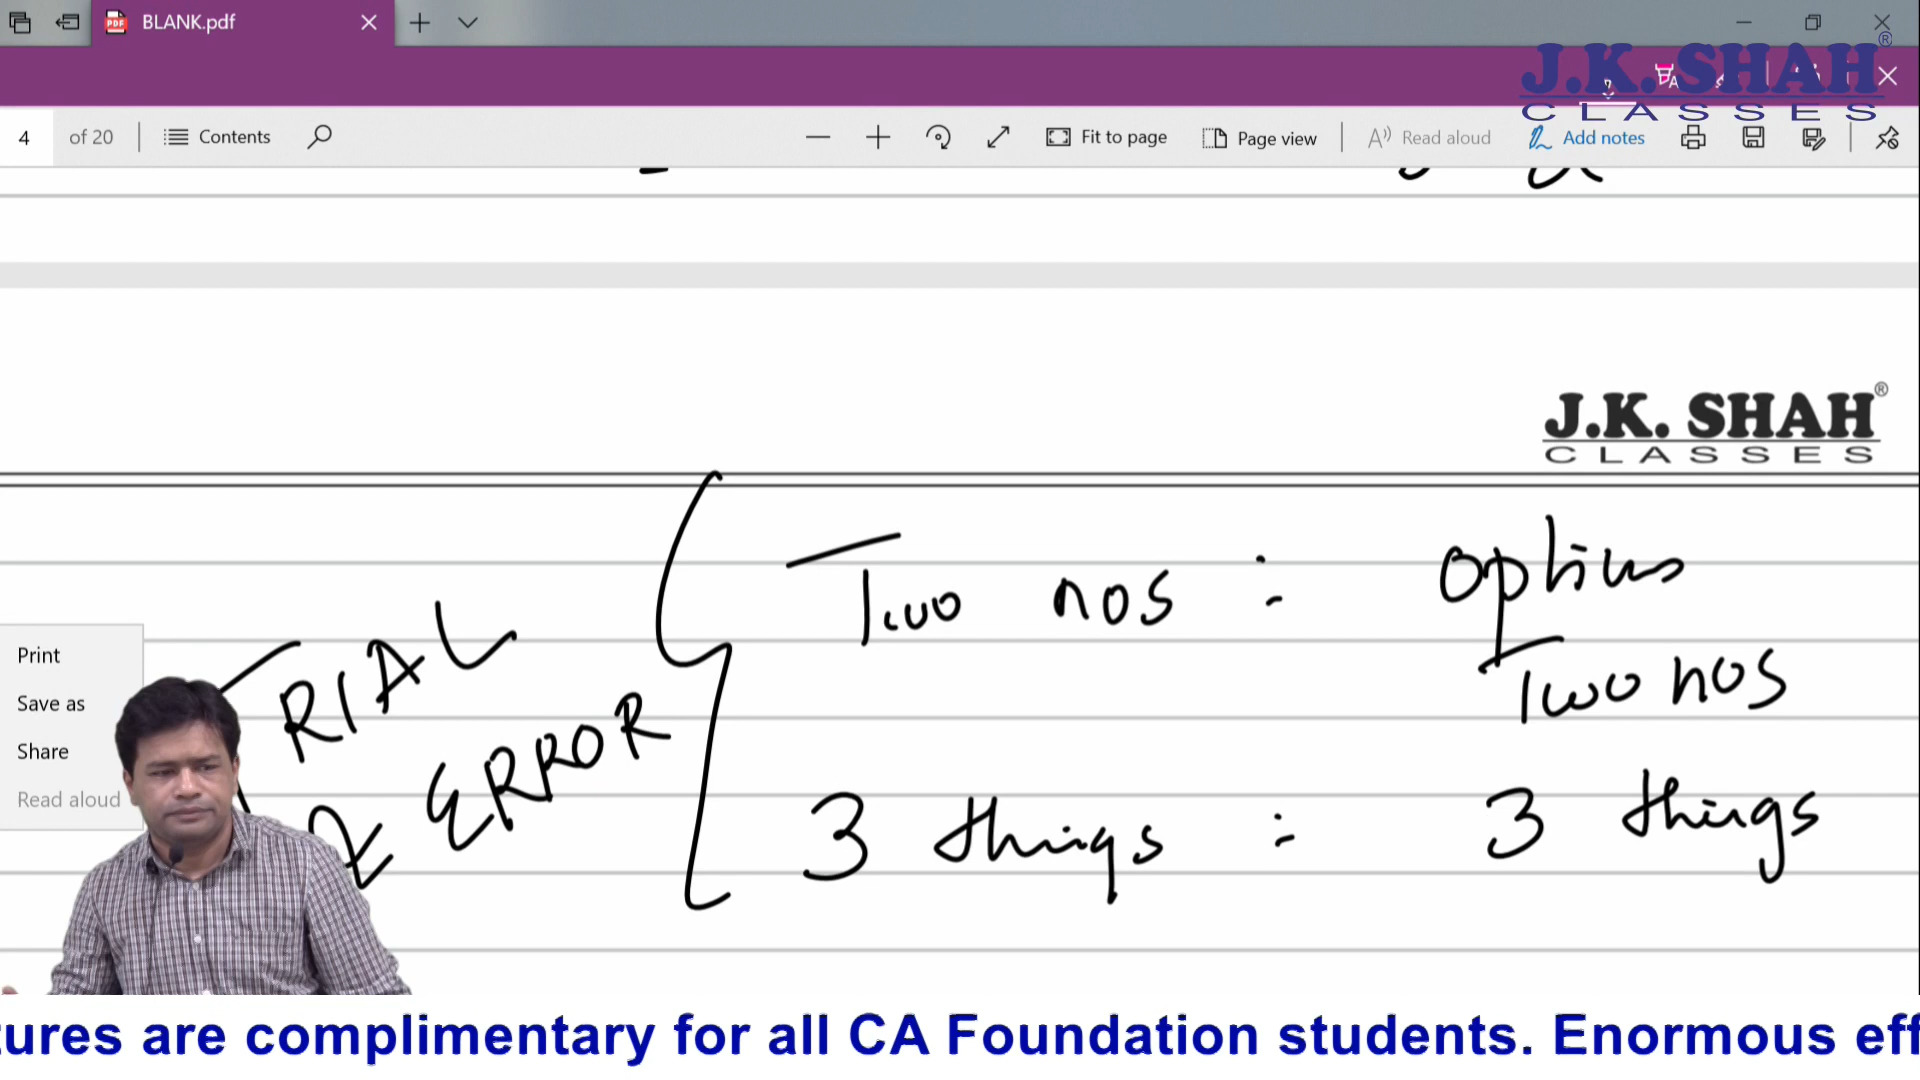 BLANK.pdf
J.K. SHAH®
CLASSES
4 of 20 Contents Fit to page Page view Read aloud Add notes
J.K. SHAH®
CLASSES
Two nos : Options
Two nos
TRIAL
& ERROR
3 things : 3 things
Print
Save as
Share
Read aloud
tures are complimentary for all CA Foundation students. Enormous eff